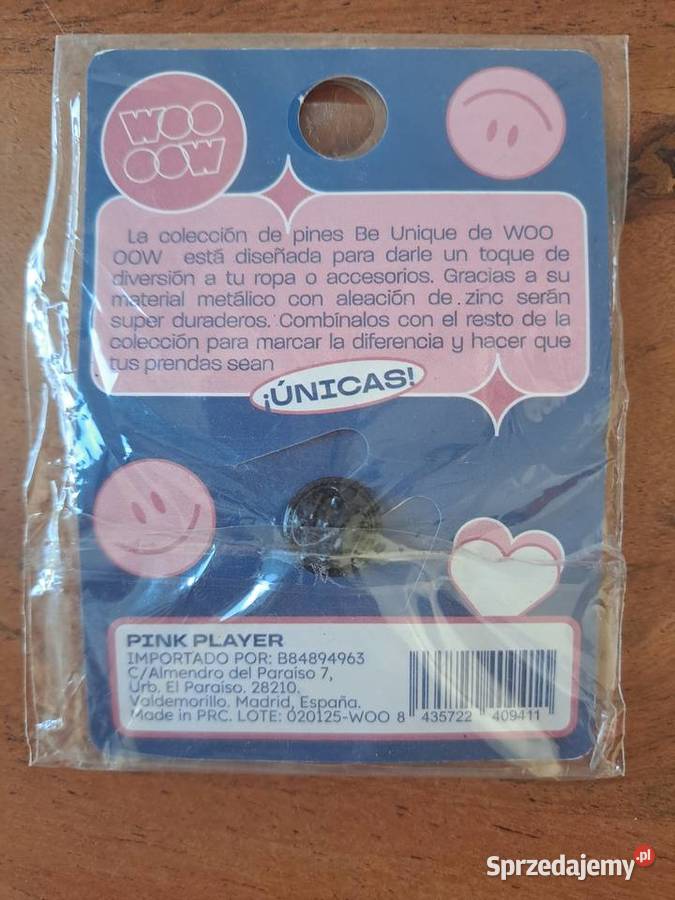 WOO
OOW
La colección de pines Be Unique de WOO
OOW está diseñada para darle un toque de
diversión a tu ropa o accesorios. Gracias a su
material metálico con aleación de zinc serán
super duraderos. Combínalos con el resto de la
colección para marcar la diferencia y hacer que
tus prendas sean
¡ÚNICAS!
PINK PLAYER
IMPORTADO POR: B84894963
C/Almendro del Paraiso 7,
Urb. El Paraíso. 28210.
Valdemorillo. Madrid, España.
Made in PRC. LOTE: 020125-WOO
8 435722 409411
Sprzedajemy.pl